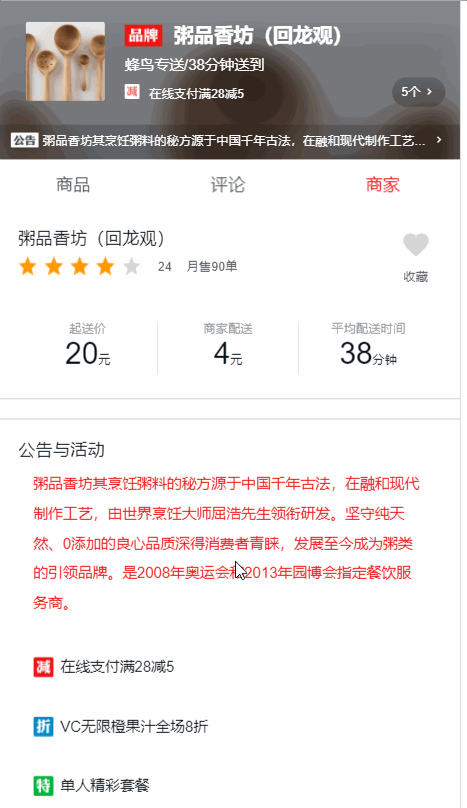 品牌 粥品香坊（回龙观）
蜂鸟专送/38分钟送到
减 在线支付满28减5
5个 >
公告 粥品香坊其烹饪粥料的秘方源于中国千年古法，在融和现代制作工艺... >
商品 评论 商家
粥品香坊（回龙观）
24 月售90单
收藏
起送价 商家配送 平均配送时间
20元 4元 38分钟
公告与活动
粥品香坊其烹饪粥料的秘方源于中国千年古法，在融和现代
制作工艺，由世界烹饪大师屈浩先生领衔研发。坚守纯天
然、0添加的良心品质深得消费者青睐，发展至今成为粥类
的引领品牌。是2008年奥运会和2013年园博会指定餐饮服
务商。
减 在线支付满28减5
折 VC无限橙果汁全场8折
特 单人精彩套餐